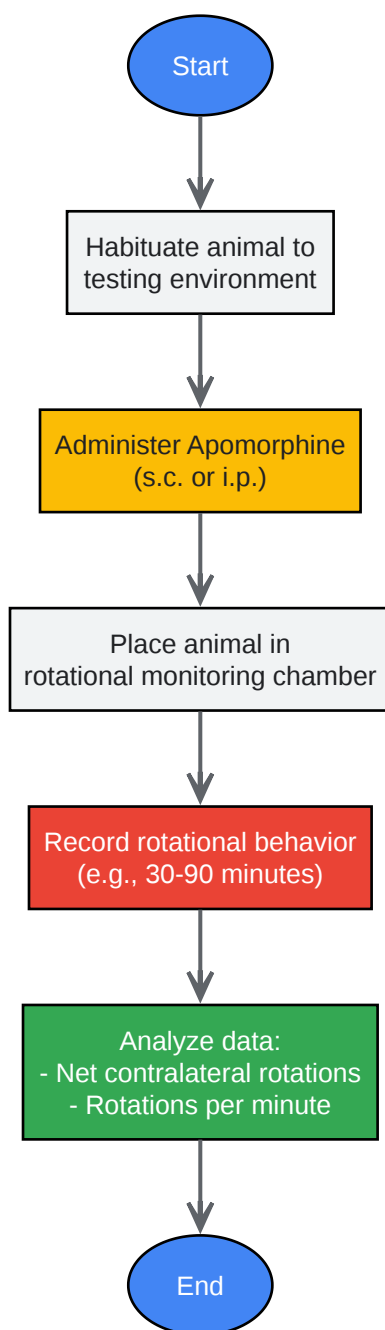 Start
Habituate animal to
testing environment
Administer Apomorphine
(s.c. or i.p.)
Place animal in
rotational monitoring chamber
Record rotational behavior
(e.g., 30-90 minutes)
Analyze data:
- Net contralateral rotations
- Rotations per minute
End